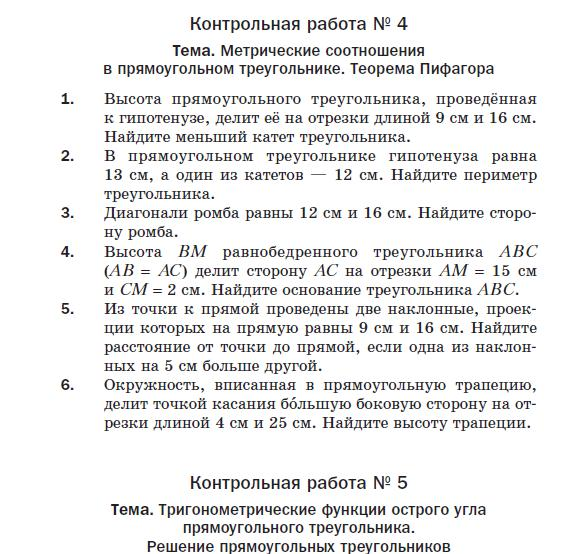 Контрольная работа № 4
Тема. Метрические соотношения
в прямоугольном треугольнике. Теорема Пифагора
1. Высота прямоугольного треугольника, проведённая
к гипотенузе, делит её на отрезки длиной 9 см и 16 см.
Найдите меньший катет треугольника.
2. В прямоугольном треугольнике гипотенуза равна
13 см, а один из катетов — 12 см. Найдите периметр
треугольника.
3. Диагонали ромба равны 12 см и 16 см. Найдите сторо-
ну ромба.
4. Высота BM равнобедренного треугольника ABC
(AB = AC) делит сторону AC на отрезки AM = 15 см
и CM = 2 см. Найдите основание треугольника ABC.
5. Из точки к прямой проведены две наклонные, проек-
ции которых на прямую равны 9 см и 16 см. Найдите
расстояние от точки до прямой, если одна из наклон-
ных на 5 см больше другой.
6. Окружность, вписанная в прямоугольную трапецию,
делит точкой касания бо́льшую боковую сторону на от-
резки длиной 4 см и 25 см. Найдите высоту трапеции.
Контрольная работа № 5
Тема. Тригонометрические функции острого угла
прямоугольного треугольника.
Решение прямоугольных треугольников